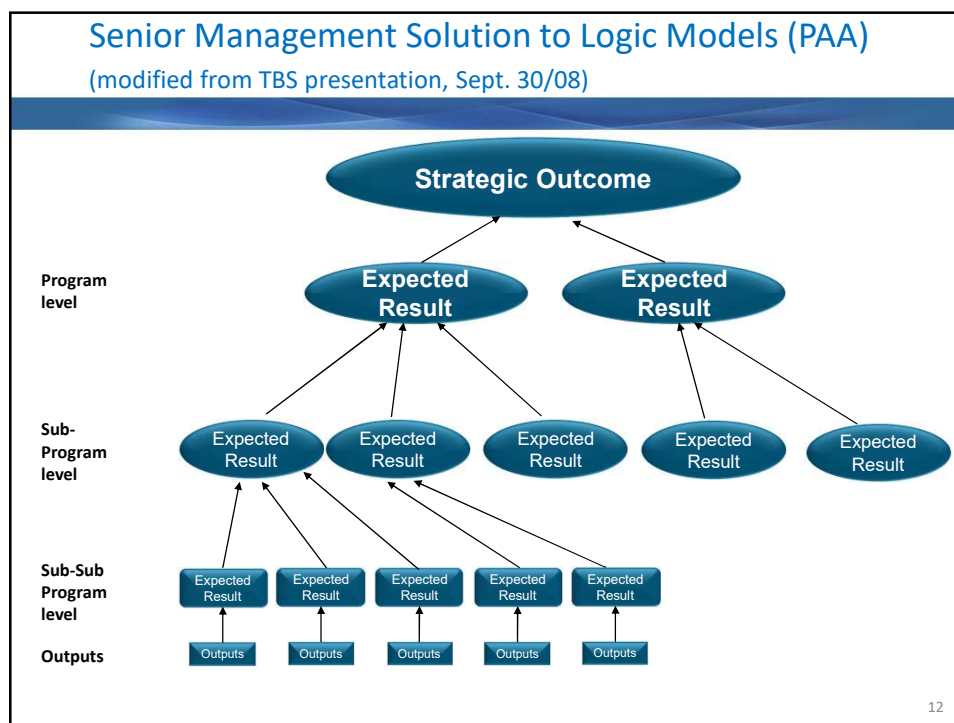 Senior Management Solution to Logic Models (PAA)
(modified from TBS presentation, Sept. 30/08)
Strategic Outcome
Program
level
Expected
Result
Expected
Result
Sub-
Program
level
Expected
Result
Expected
Result
Expected
Result
Expected
Result
Expected
Result
Sub-Sub
Program
level
Expected
Result
Expected
Result
Expected
Result
Expected
Result
Expected
Result
Outputs
Outputs
Outputs
Outputs
Outputs
Outputs
12